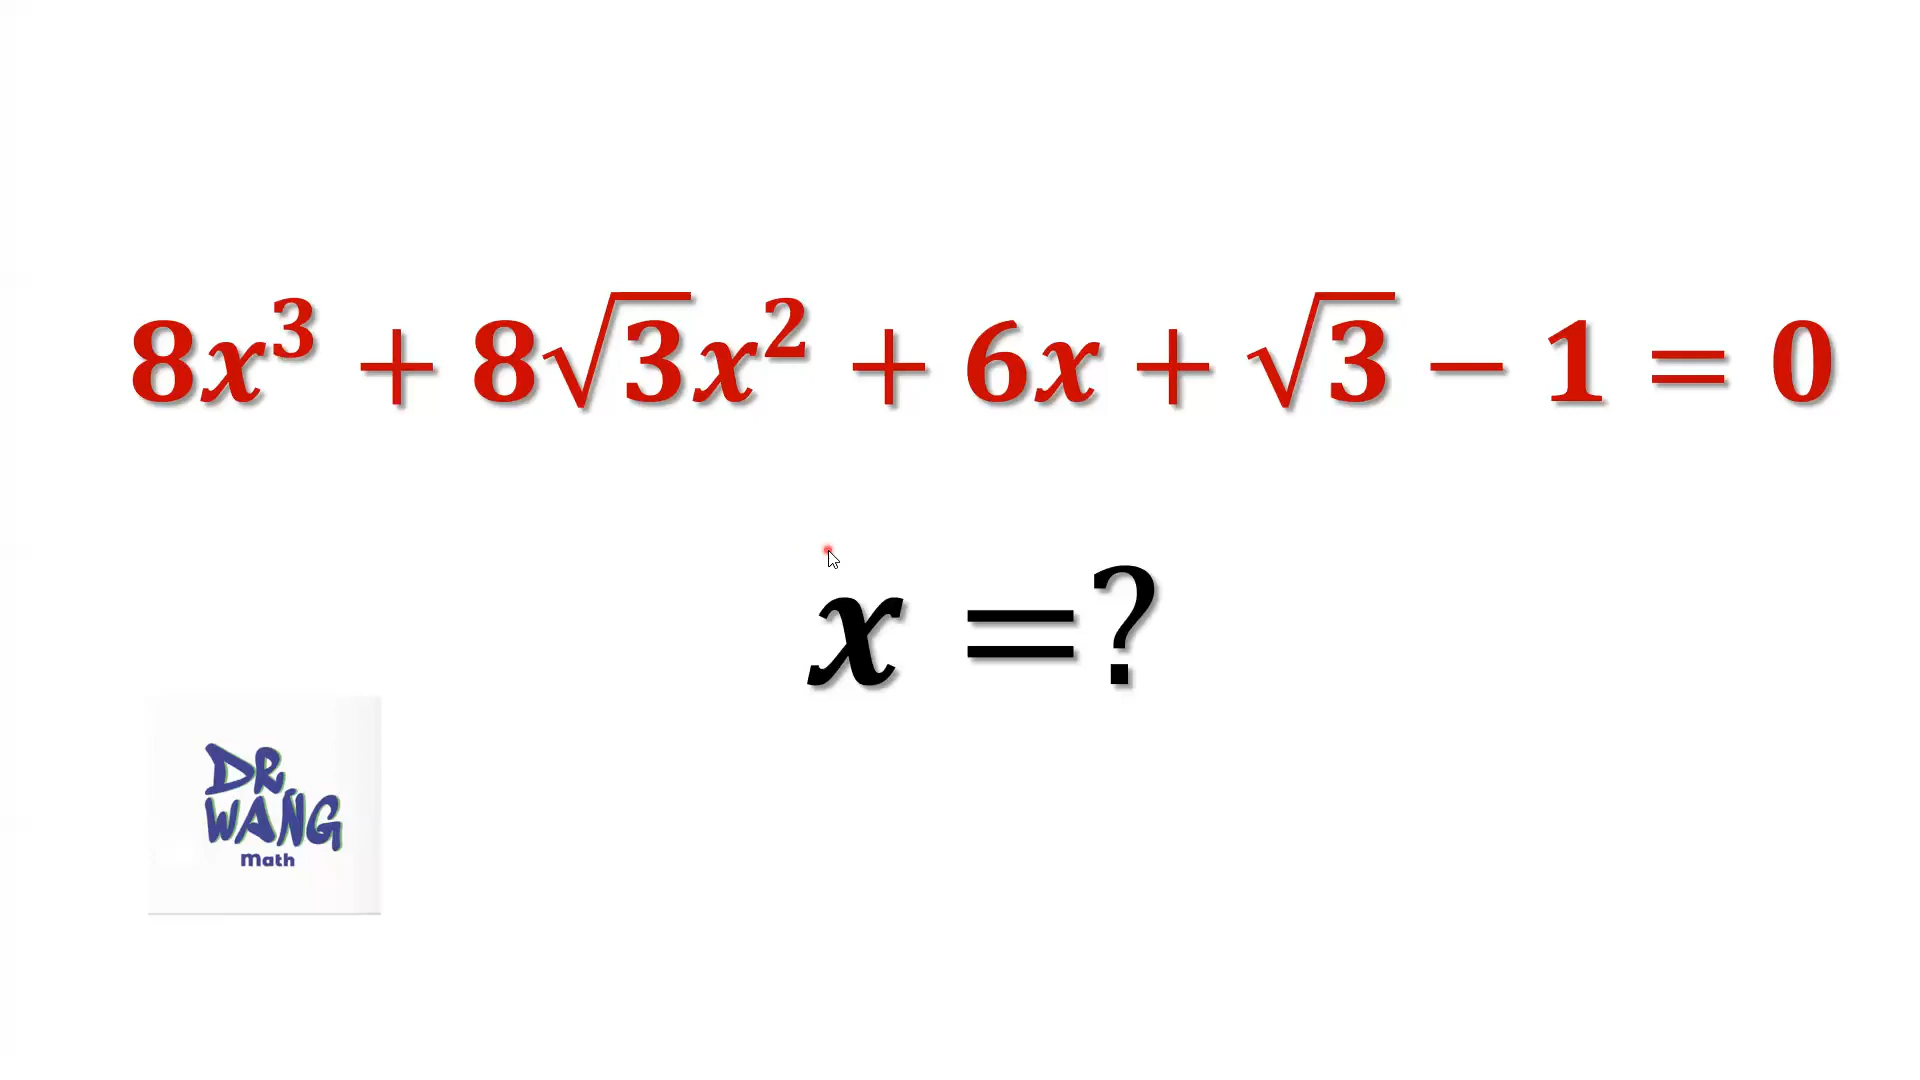 8x³ + 8√3x² + 6x + √3 − 1 = 0
x =?
DR
WANG
math